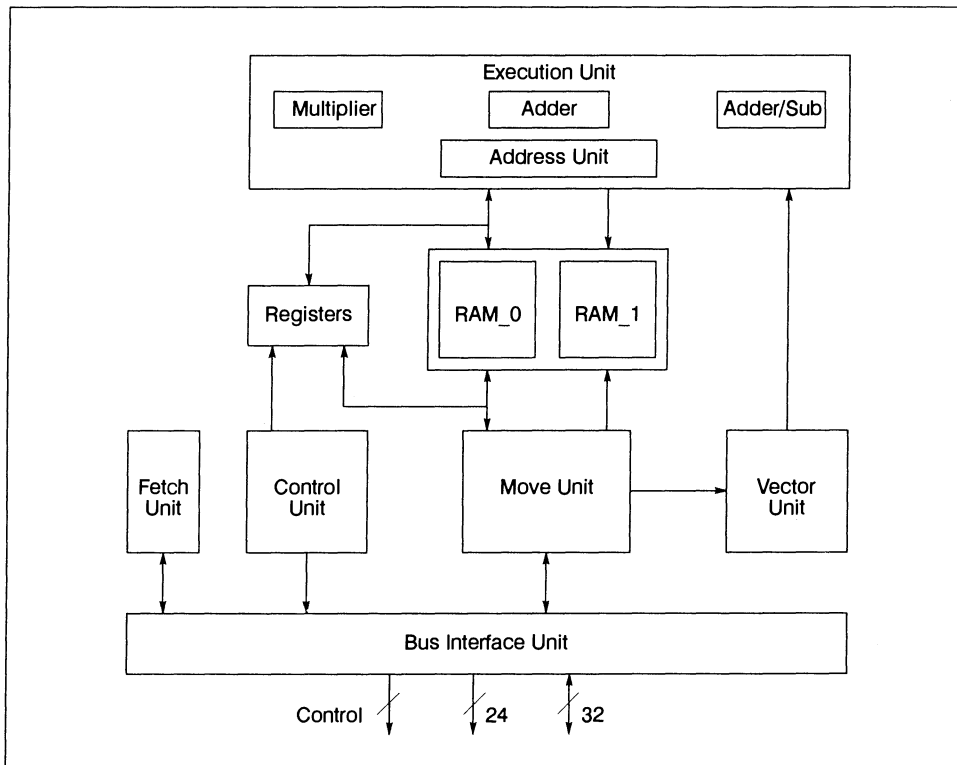 Execution Unit
Multiplier
Adder
Adder/Sub
Address Unit
Registers
RAM_0
RAM_1
Fetch
Unit
Control
Unit
Move Unit
Vector
Unit
Bus Interface Unit
Control
24
32